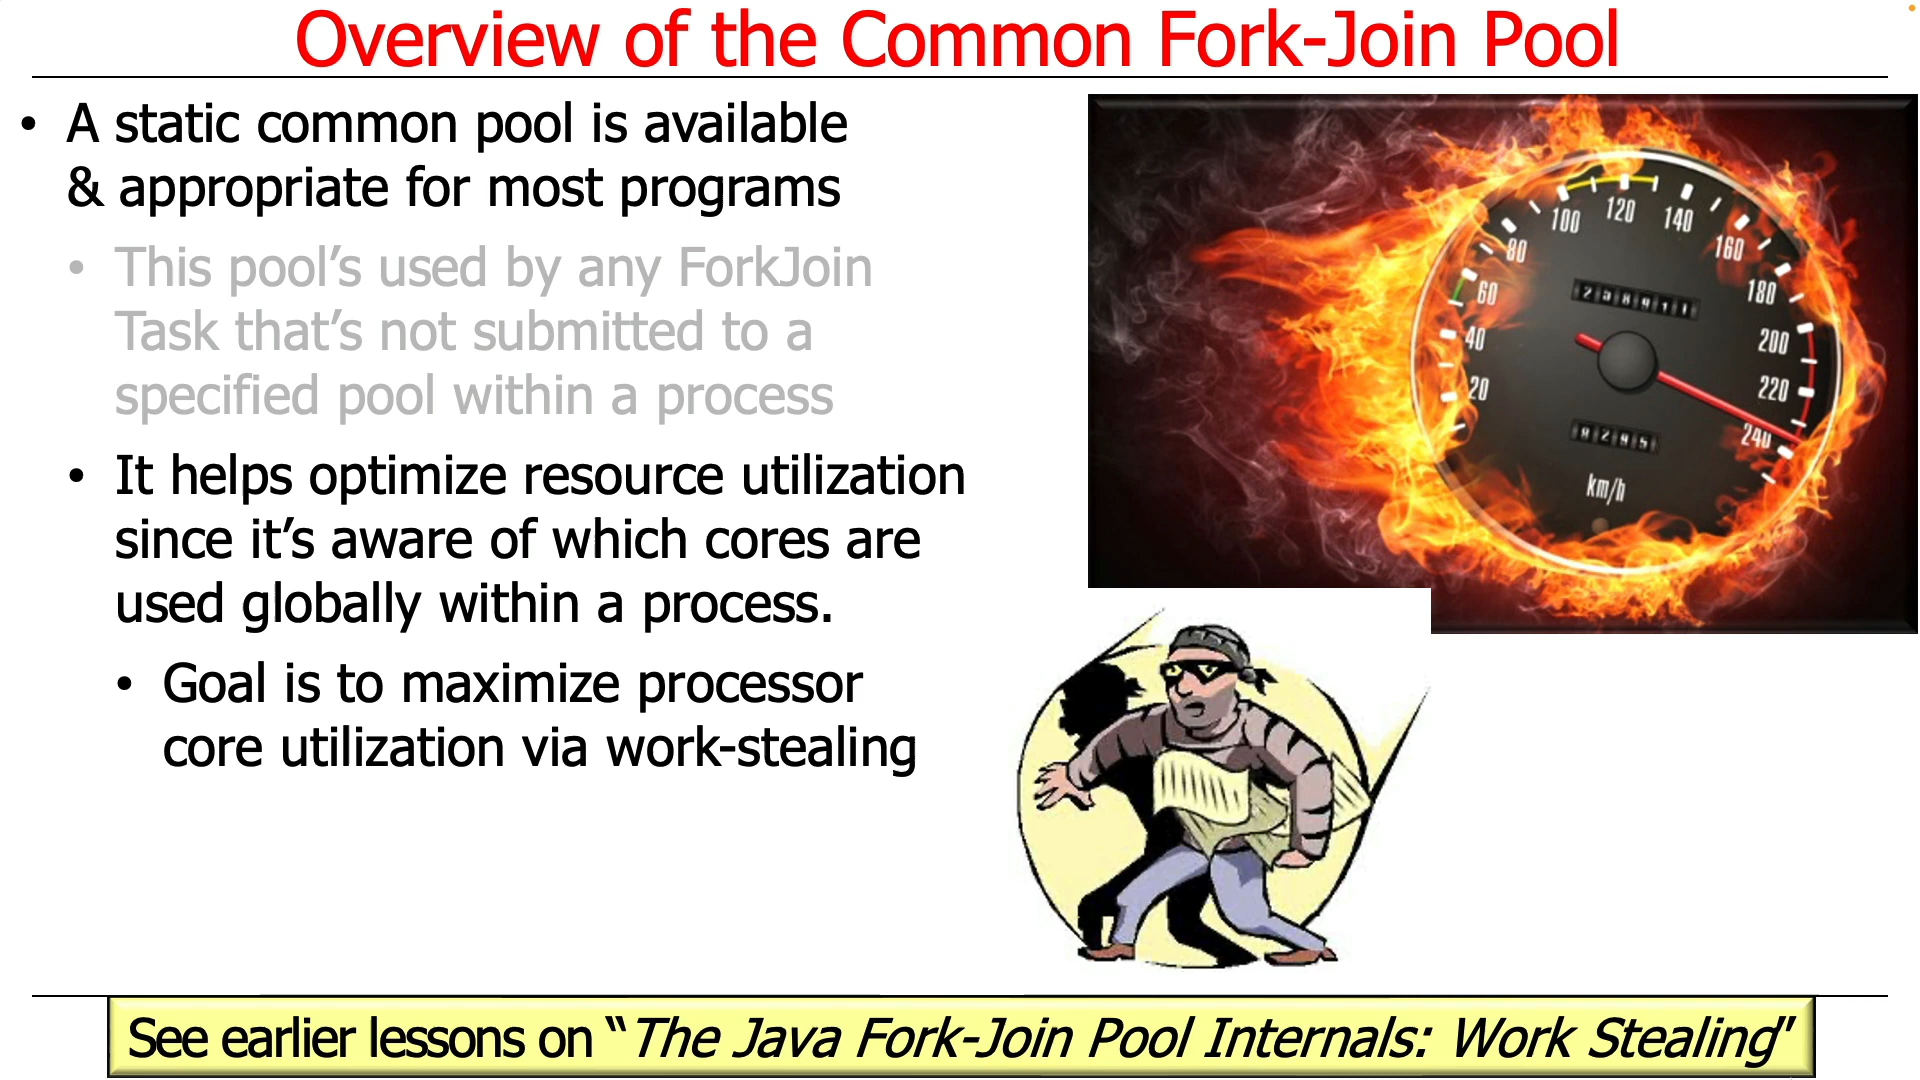 Overview of the Common Fork-Join Pool
• A static common pool is available
& appropriate for most programs
• This pool’s used by any ForkJoin
Task that’s not submitted to a
specified pool within a process
• It helps optimize resource utilization
since it’s aware of which cores are
used globally within a process.
• Goal is to maximize processor
core utilization via work-stealing
20
40
60
80
100
120
140
160
180
200
220
240
8295
km/h
See earlier lessons on “The Java Fork-Join Pool Internals: Work Stealing”